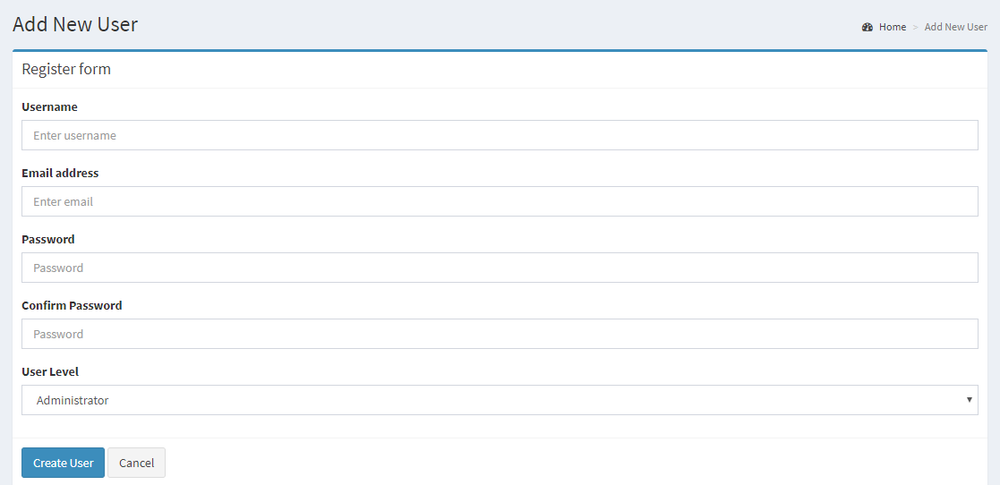 Add New User
Home > Add New User
Register form
Username
Enter username
Email address
Enter email
Password
Password
Confirm Password
Password
User Level
Administrator
Create User Cancel